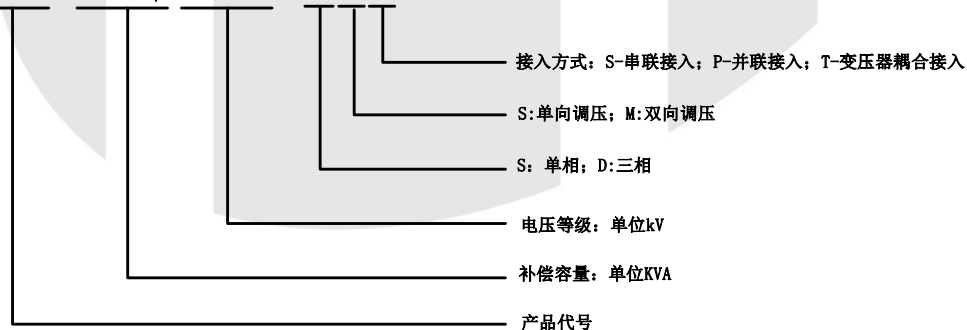 接入方式：S-串联接入；P-并联接入；T-变压器耦合接入
S:单向调压；M:双向调压
S：单相；D:三相
电压等级：单位kV
补偿容量：单位KVA
产品代号